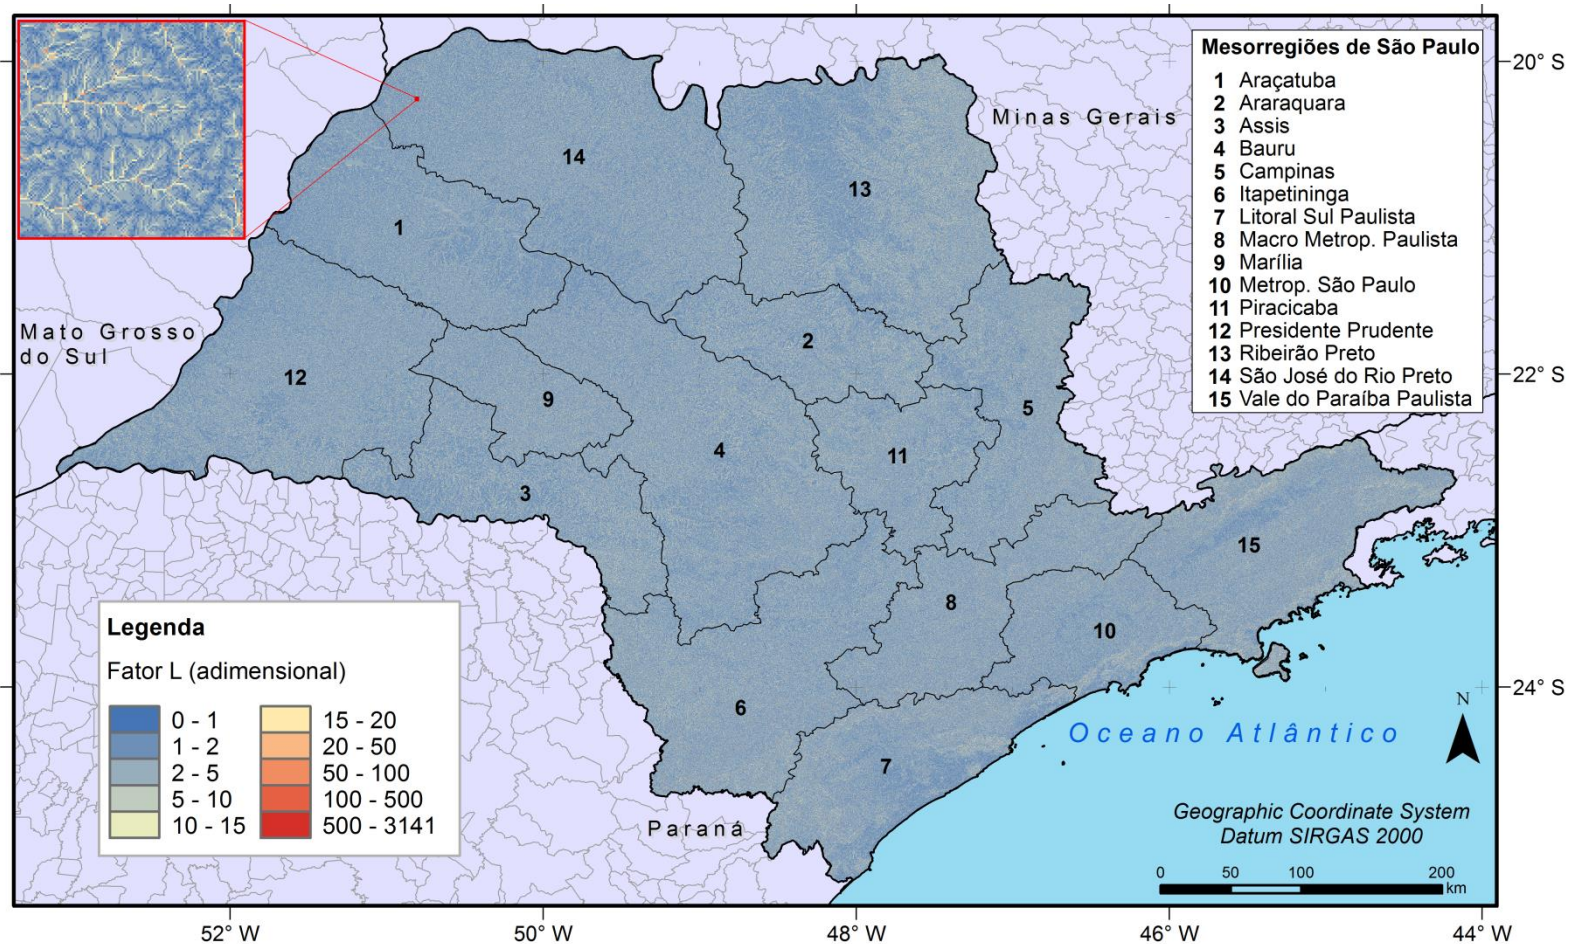 Mesorregiões de São Paulo
1 Araçatuba
2 Araraquara
3 Assis
4 Bauru
5 Campinas
6 Itapetininga
7 Litoral Sul Paulista
8 Macro Metrop. Paulista
9 Marília
10 Metrop. São Paulo
11 Piracicaba
12 Presidente Prudente
13 Ribeirão Preto
14 São José do Rio Preto
15 Vale do Paraíba Paulista
20° S
22° S
24° S
Minas Gerais
Mato Grosso
do Sul
14
13
1
2
12
9
5
4
11
3
15
8
10
6
7
Legenda
Fator L (adimensional)
0 - 1
1 - 2
2 - 5
5 - 10
10 - 15
15 - 20
20 - 50
50 - 100
100 - 500
500 - 3141
Paraná
Oceano Atlântico
N
Geographic Coordinate System
Datum SIRGAS 2000
0 50 100 200
km
52° W 50° W 48° W 46° W 44° W